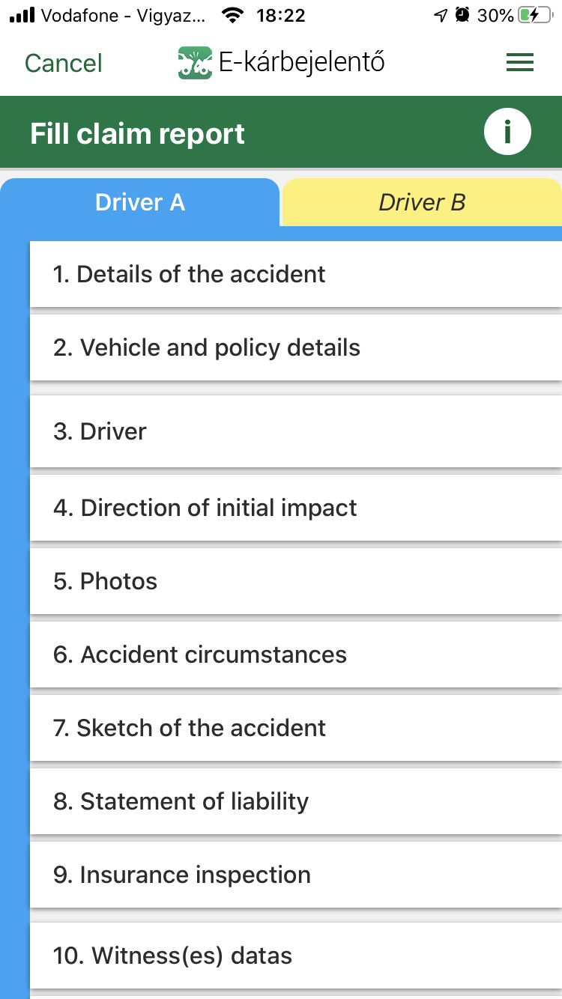 Vodafone - Vigyaz... 18:22 30%
Cancel E-kárbejelentő
Fill claim report i
Driver A Driver B
1. Details of the accident
2. Vehicle and policy details
3. Driver
4. Direction of initial impact
5. Photos
6. Accident circumstances
7. Sketch of the accident
8. Statement of liability
9. Insurance inspection
10. Witness(es) datas